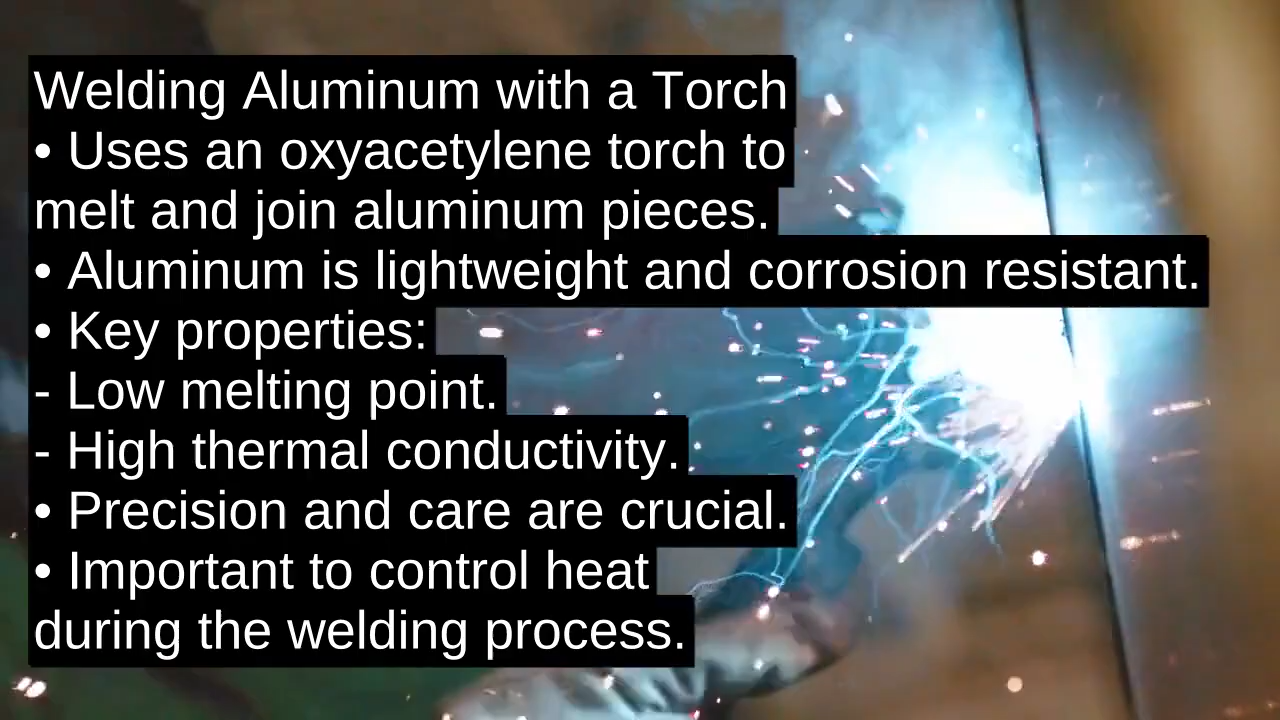 Welding Aluminum with a Torch
• Uses an oxyacetylene torch to
melt and join aluminum pieces.
• Aluminum is lightweight and corrosion resistant.
• Key properties:
- Low melting point.
- High thermal conductivity.
• Precision and care are crucial.
• Important to control heat
during the welding process.